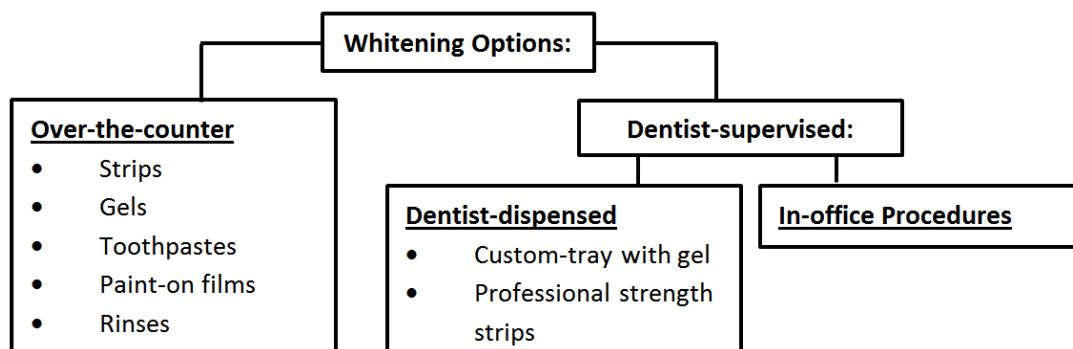 Whitening Options:
Over-the-counter
• Strips
• Gels
• Toothpastes
• Paint-on films
• Rinses
Dentist-supervised:
Dentist-dispensed
• Custom-tray with gel
• Professional strength
strips
In-office Procedures